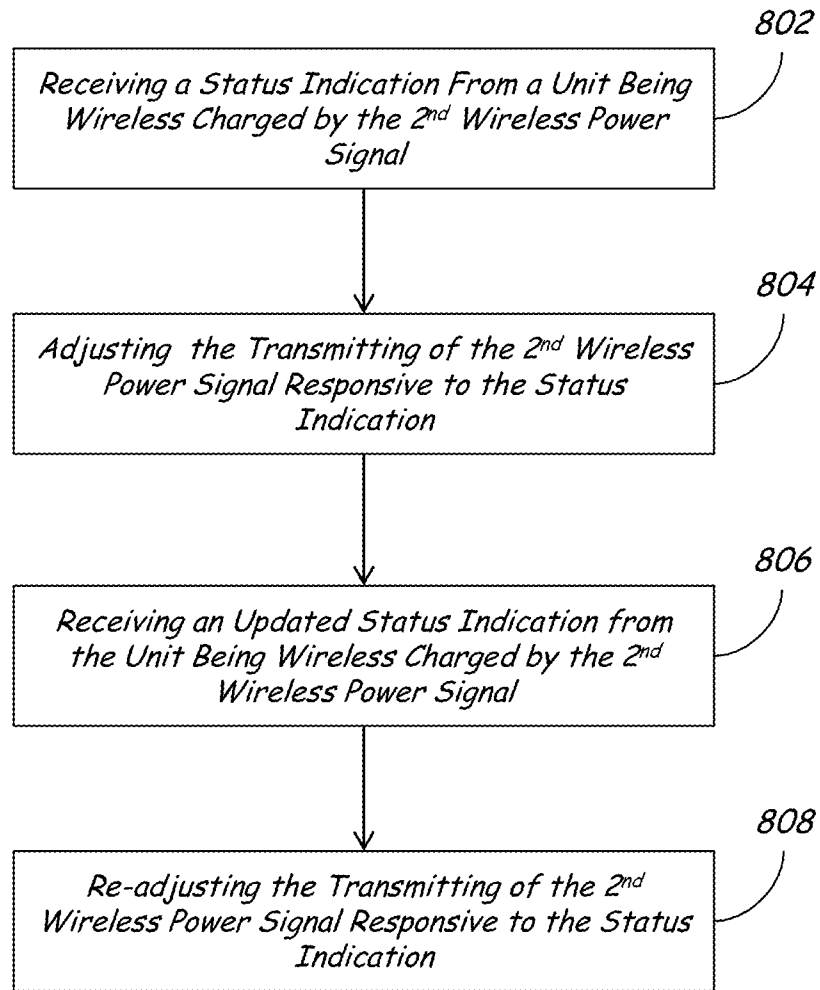 802
Receiving a Status Indication From a Unit Being
Wireless Charged by the 2nd Wireless Power
Signal
804
Adjusting the Transmitting of the 2nd Wireless
Power Signal Responsive to the Status
Indication
806
Receiving an Updated Status Indication from
the Unit Being Wireless Charged by the 2nd
Wireless Power Signal
808
Re-adjusting the Transmitting of the 2nd
Wireless Power Signal Responsive to the Status
Indication